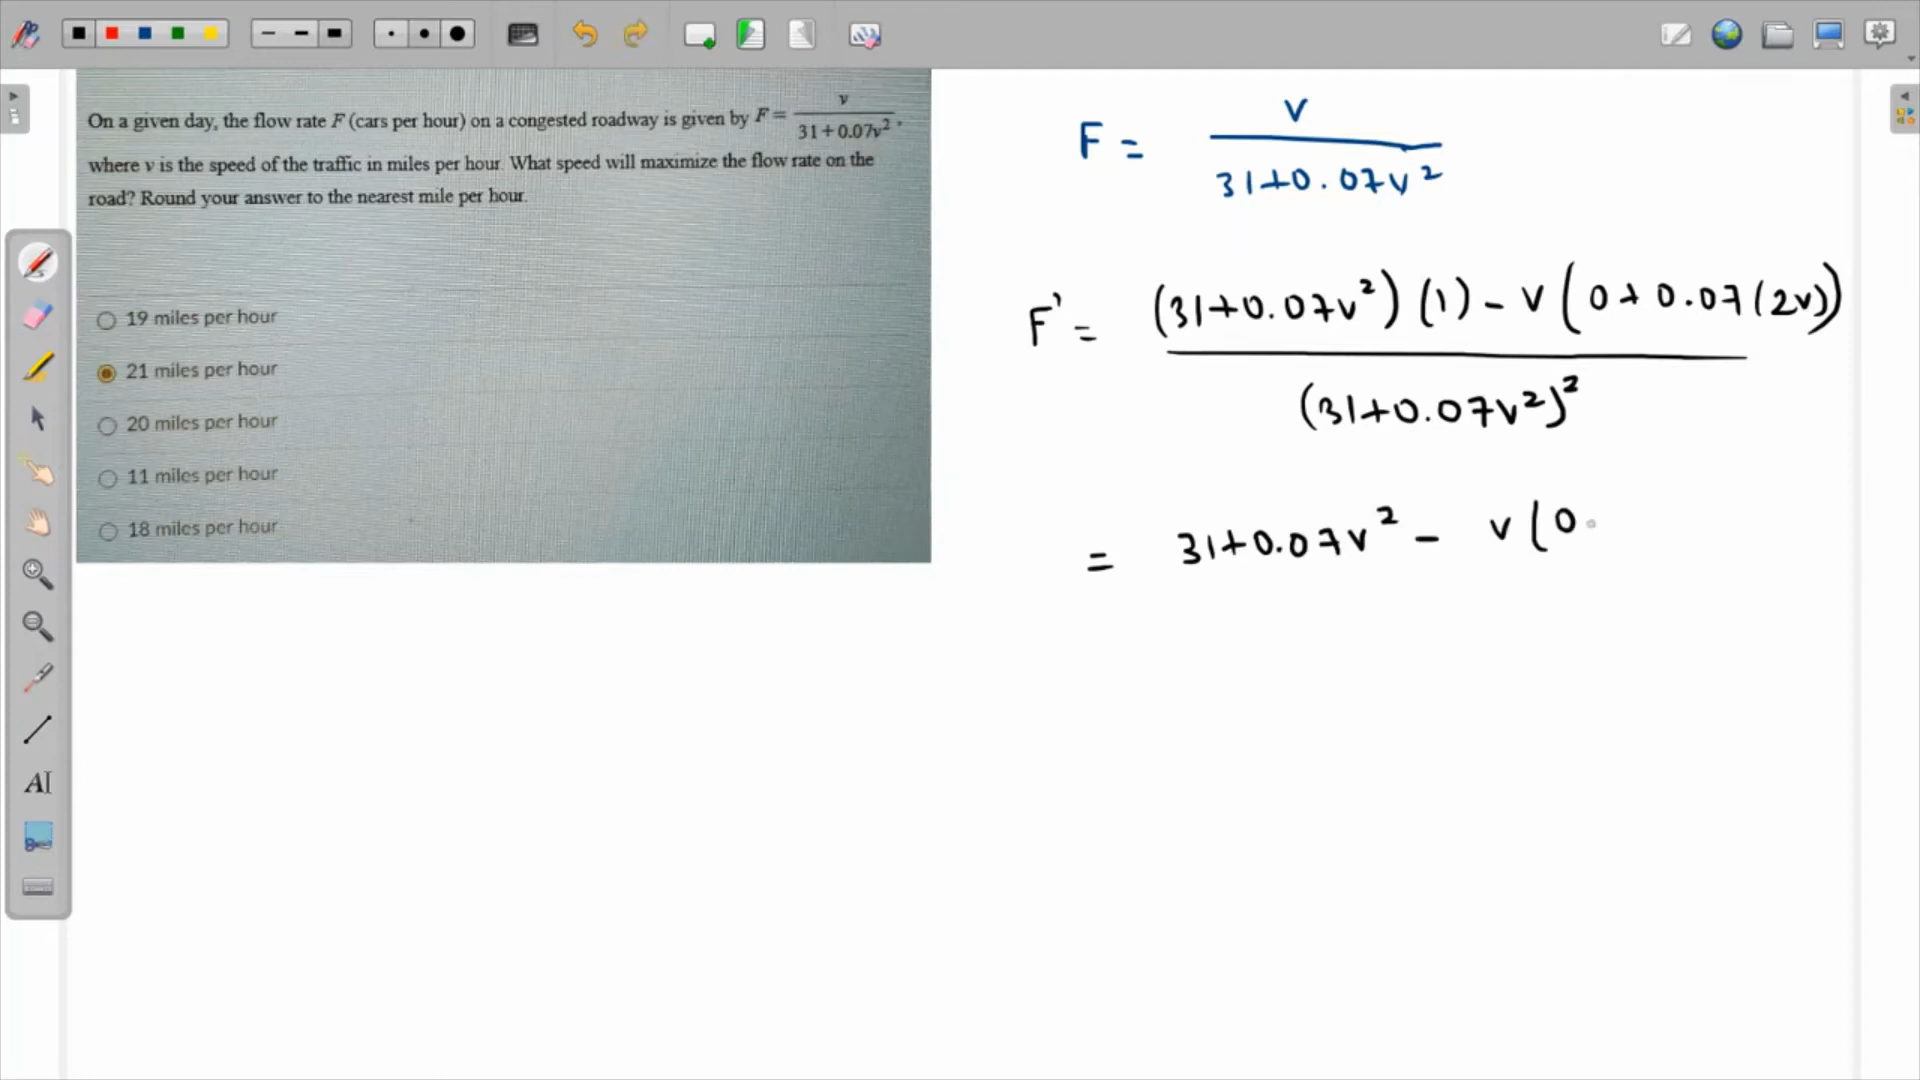 On a given day, the flow rate F (cars per hour) on a congested roadway is given by F = v / 31+0.07v²,
where v is the speed of the traffic in miles per hour. What speed will maximize the flow rate on the
road? Round your answer to the nearest mile per hour.
19 miles per hour
21 miles per hour
20 miles per hour
11 miles per hour
18 miles per hour
F = v / 31+0.07v²
F' = (31+0.07v²)(1) - v(0+0.07(2v)) / (31+0.07v²)²
= 31+0.07v² - v(0.
AI